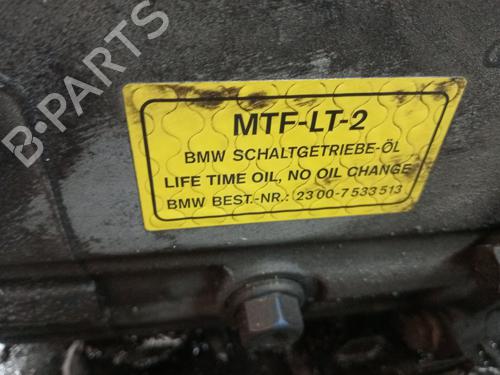 B-PARTS
MTF-LT-2
BMW SCHALTGETRIEBE-ÖL
LIFE TIME OIL, NO OIL CHANGE
BMW BEST.-NR.: 23 00-7 533 513